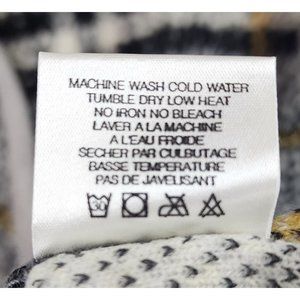 MACHINE WASH COLD WATER
TUMBLE DRY LOW HEAT
NO IRON NO BLEACH
LAVER A LA MACHINE
A L'EAU FROIDE
SECHER PAR CULBUTAGE
BASSE TEMPERATURE
PAS DE JAVELISANT
30